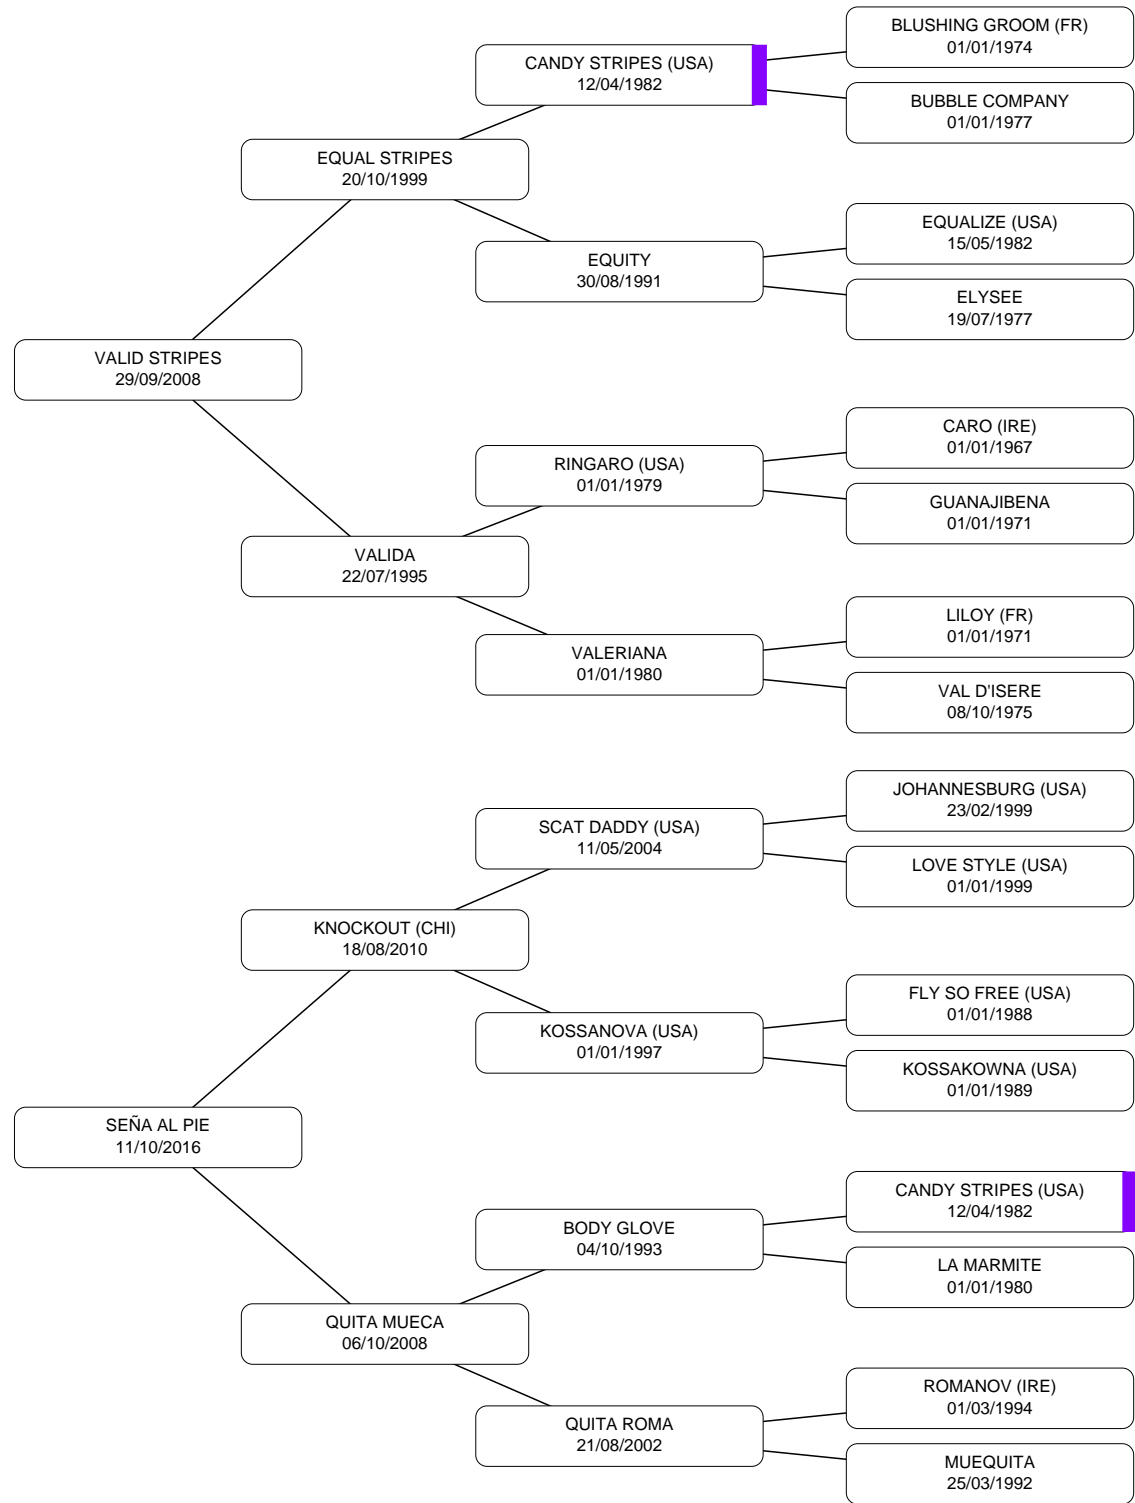 BLUSHING GROOM (FR)
01/01/1974
CANDY STRIPES (USA)
12/04/1982
BUBBLE COMPANY
01/01/1977
EQUAL STRIPES
20/10/1999
EQUALIZE (USA)
15/05/1982
EQUITY
30/08/1991
ELYSEE
19/07/1977
VALID STRIPES
29/09/2008
CARO (IRE)
01/01/1967
RINGARO (USA)
01/01/1979
GUANAJIBENA
01/01/1971
VALIDA
22/07/1995
LILOY (FR)
01/01/1971
VALERIANA
01/01/1980
VAL D'ISERE
08/10/1975
JOHANNESBURG (USA)
23/02/1999
SCAT DADDY (USA)
11/05/2004
LOVE STYLE (USA)
01/01/1999
KNOCKOUT (CHI)
18/08/2010
FLY SO FREE (USA)
01/01/1988
KOSSANOVA (USA)
01/01/1997
KOSSAKOWNA (USA)
01/01/1989
SEÑA AL PIE
11/10/2016
CANDY STRIPES (USA)
12/04/1982
BODY GLOVE
04/10/1993
LA MARMITE
01/01/1980
QUITA MUECA
06/10/2008
ROMANOV (IRE)
01/03/1994
QUITA ROMA
21/08/2002
MUEQUITA
25/03/1992